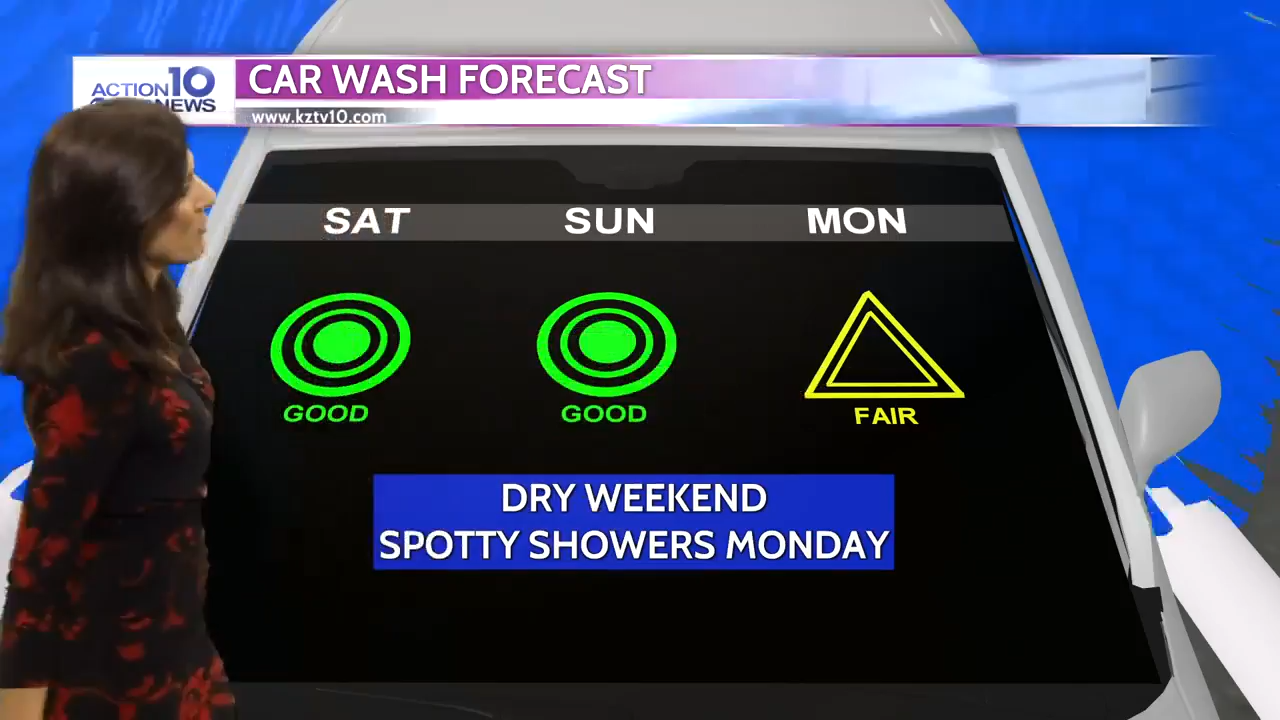 ACTION 10
NEWS
CAR WASH FORECAST
www.kztv10.com
SAT SUN MON
GOOD GOOD FAIR
DRY WEEKEND
SPOTTY SHOWERS MONDAY